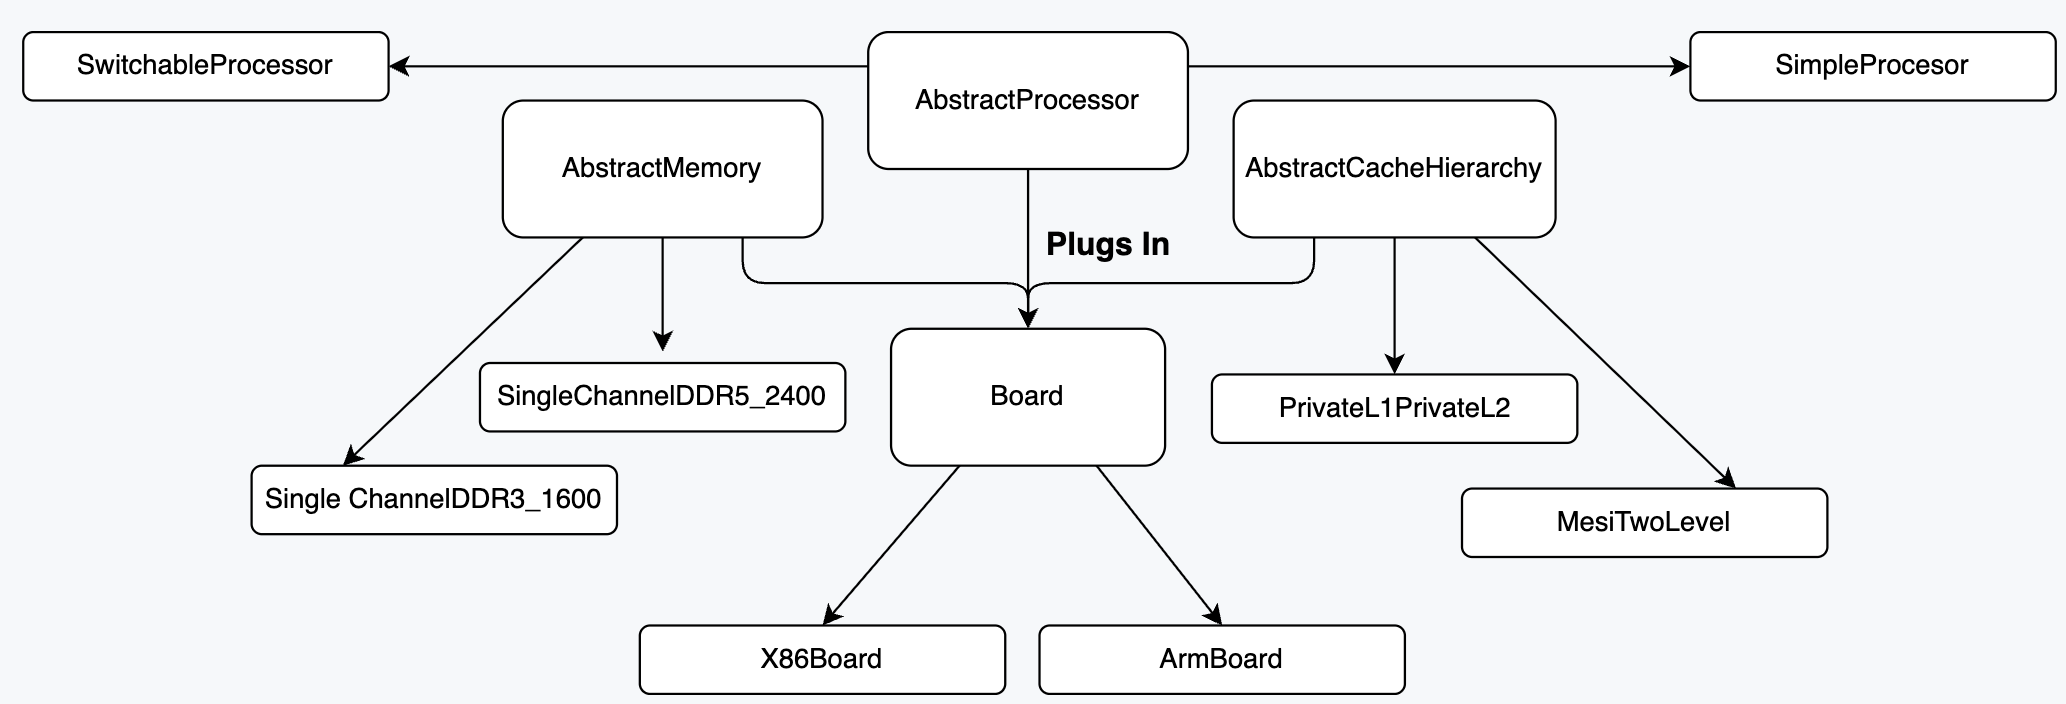 SwitchableProcessor
AbstractProcessor
SimpleProcesor
AbstractMemory
AbstractCacheHierarchy
Plugs In
SingleChannelDDR5_2400
Board
PrivateL1PrivateL2
Single ChannelDDR3_1600
MesiTwoLevel
X86Board
ArmBoard